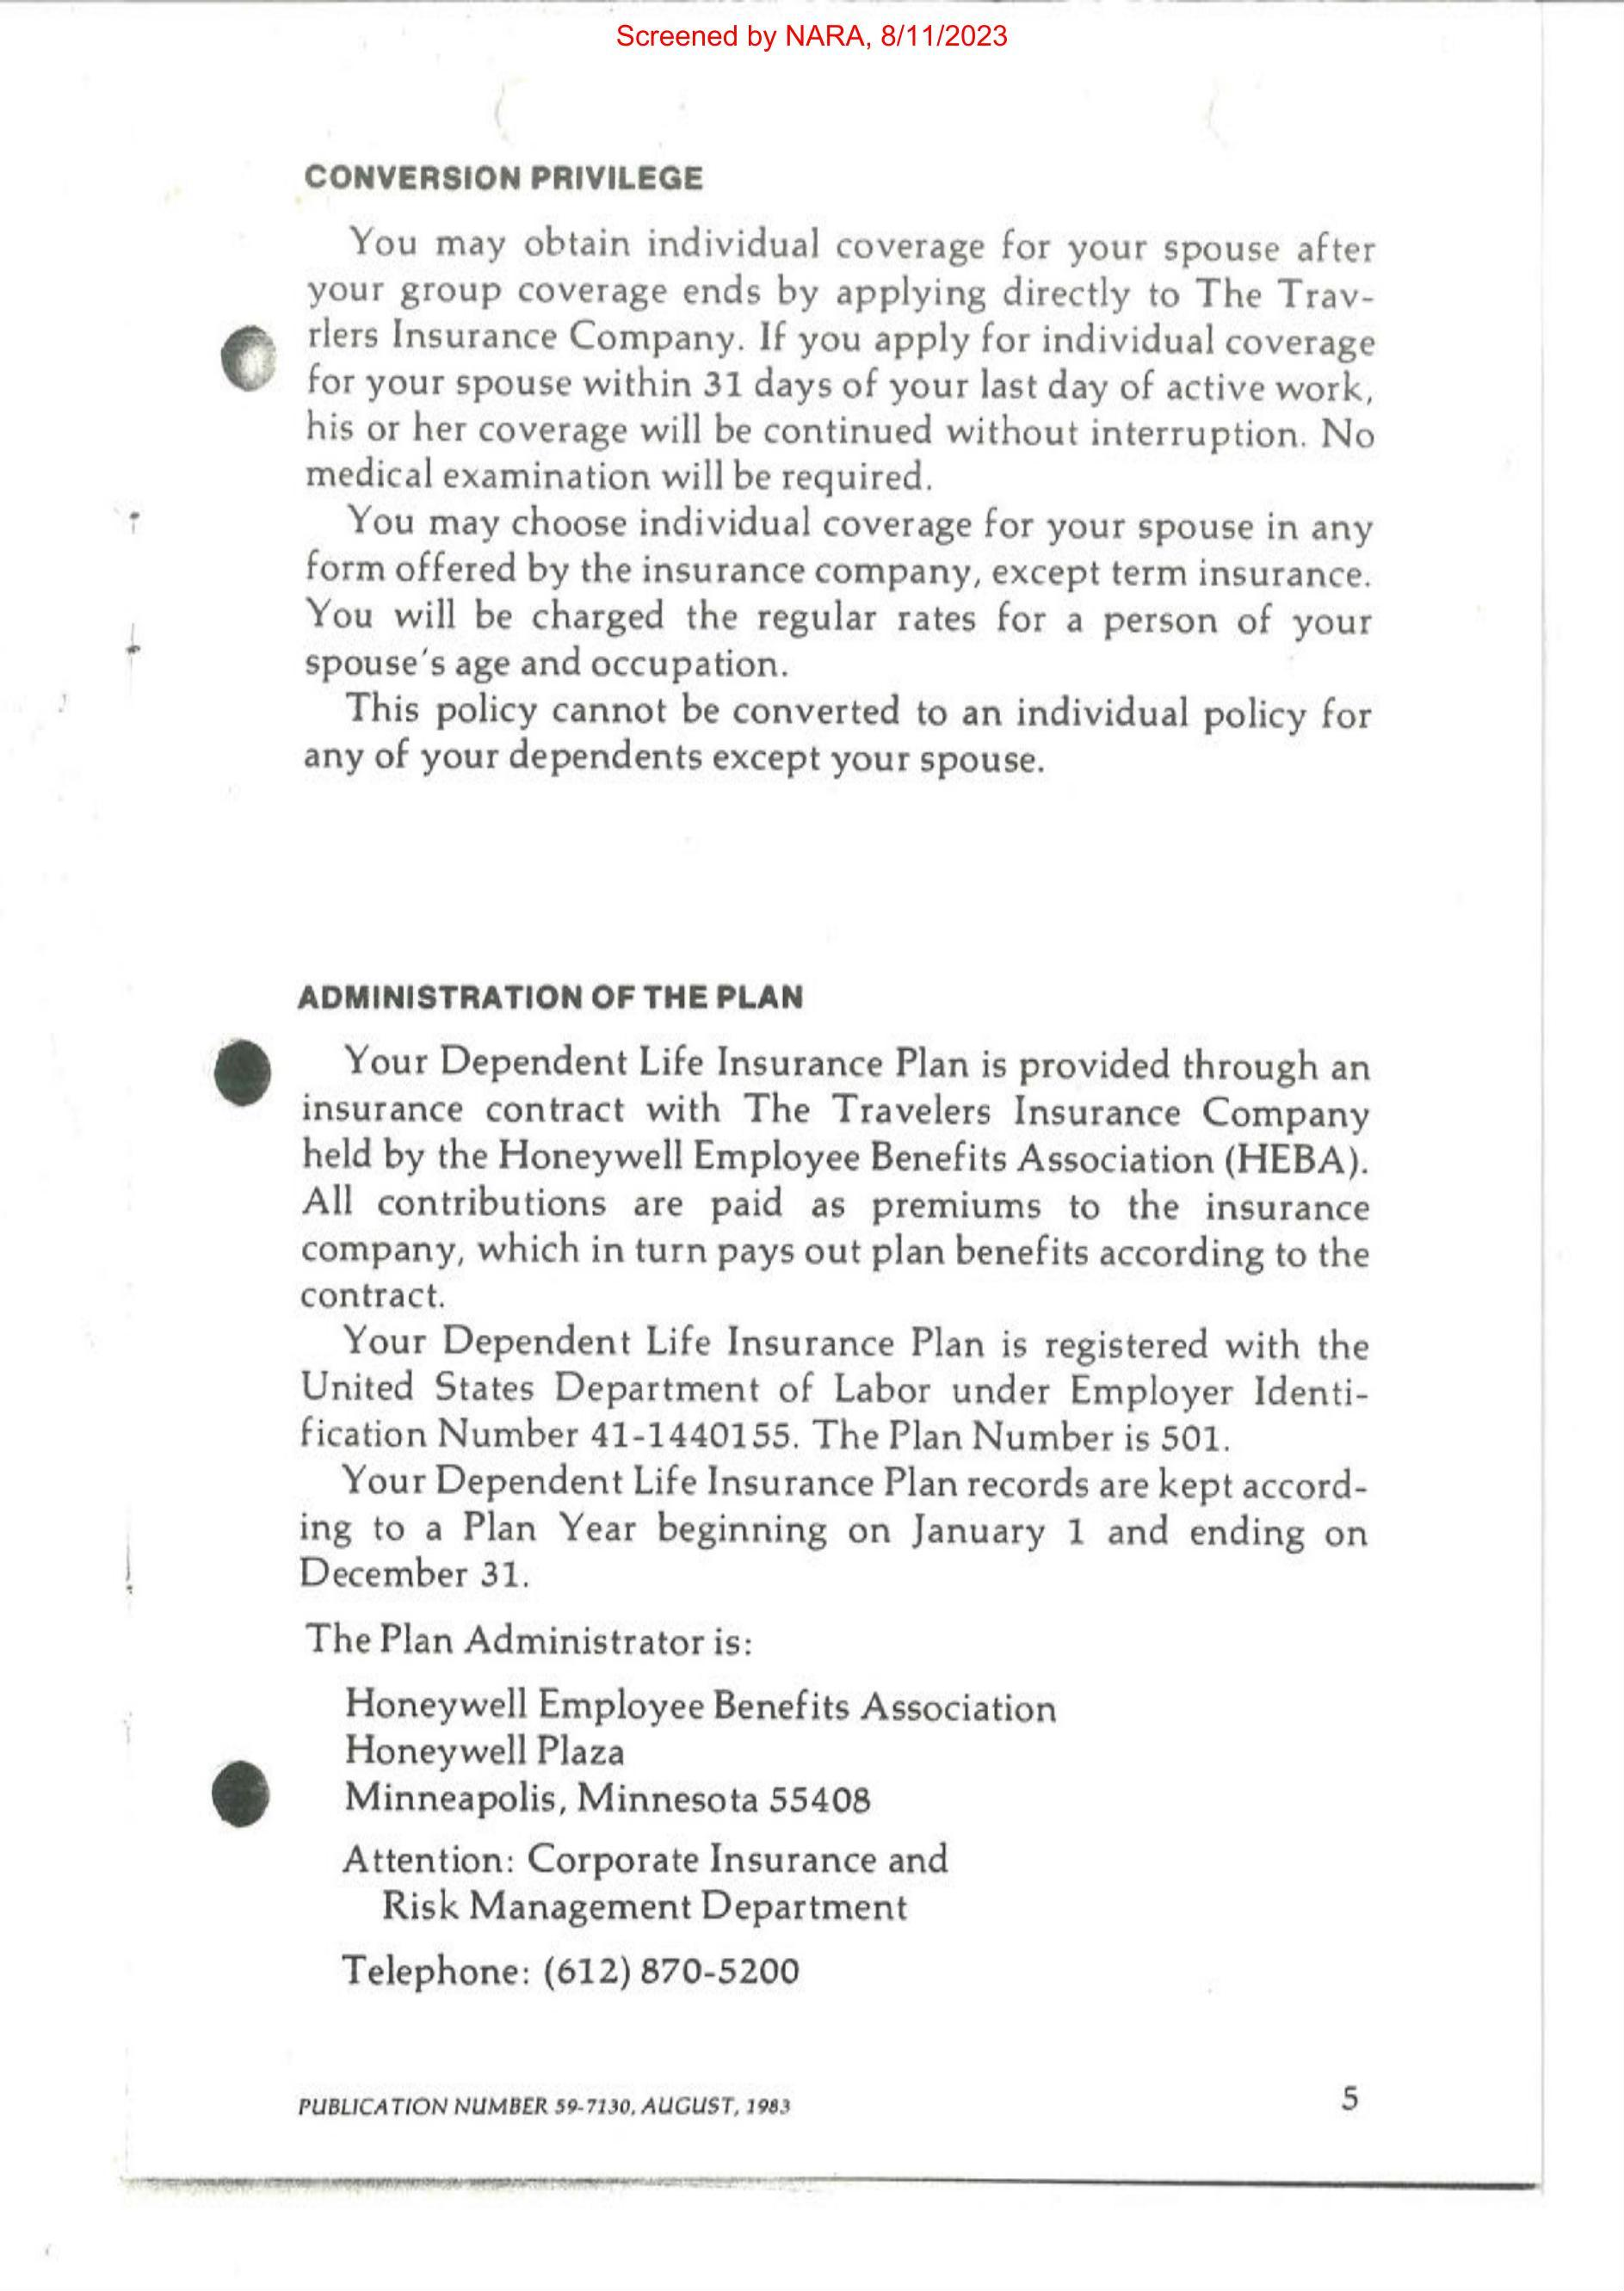 Screened by NARA, 8/11/2023
CONVERSION PRIVILEGE
You may obtain individual coverage for your spouse after
your group coverage ends by applying directly to The Trav-
rlers Insurance Company. If you apply for individual coverage
for your spouse within 31 days of your last day of active work,
his or her coverage will be continued without interruption. No
medical examination will be required.
You may choose individual coverage for your spouse in any
form offered by the insurance company, except term insurance.
You will be charged the regular rates for a person of your
spouse's age and occupation.
This policy cannot be converted to an individual policy for
any of your dependents except your spouse.
ADMINISTRATION OF THE PLAN
Your Dependent Life Insurance Plan is provided through an
insurance contract with The Travelers Insurance Company
held by the Honeywell Employee Benefits Association (HEBA).
All contributions are paid as premiums to the insurance
company, which in turn pays out plan benefits according to the
contract.
Your Dependent Life Insurance Plan is registered with the
United States Department of Labor under Employer Identi-
fication Number 41-1440155. The Plan Number is 501.
Your Dependent Life Insurance Plan records are kept accord-
ing to a Plan Year beginning on January 1 and ending on
December 31.
The Plan Administrator is:
Honeywell Employee Benefits Association
Honeywell Plaza
Minneapolis, Minnesota 55408
Attention: Corporate Insurance and
Risk Management Department
Telephone: (612) 870-5200
PUBLICATION NUMBER 59-7130, AUGUST, 1983
5